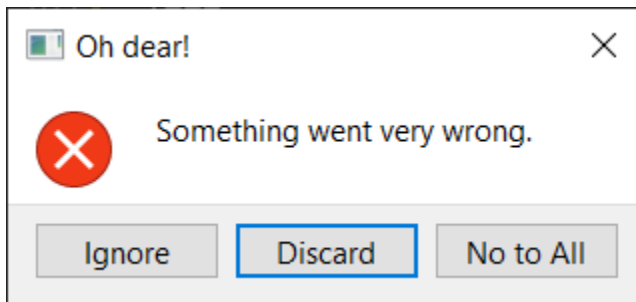 Oh dear!
Something went very wrong.
Ignore
Discard
No to All